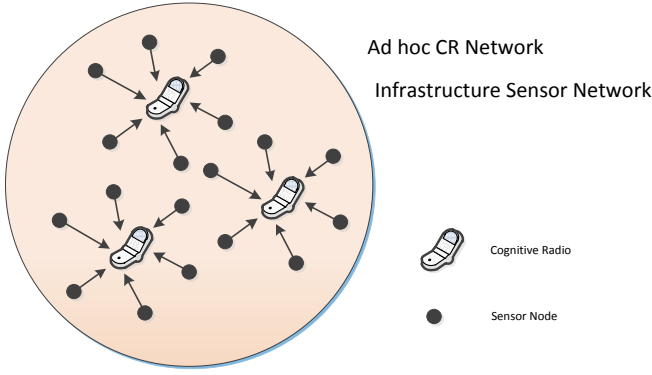 Ad hoc CR Network
Infrastructure Sensor Network
Cognitive Radio
Sensor Node